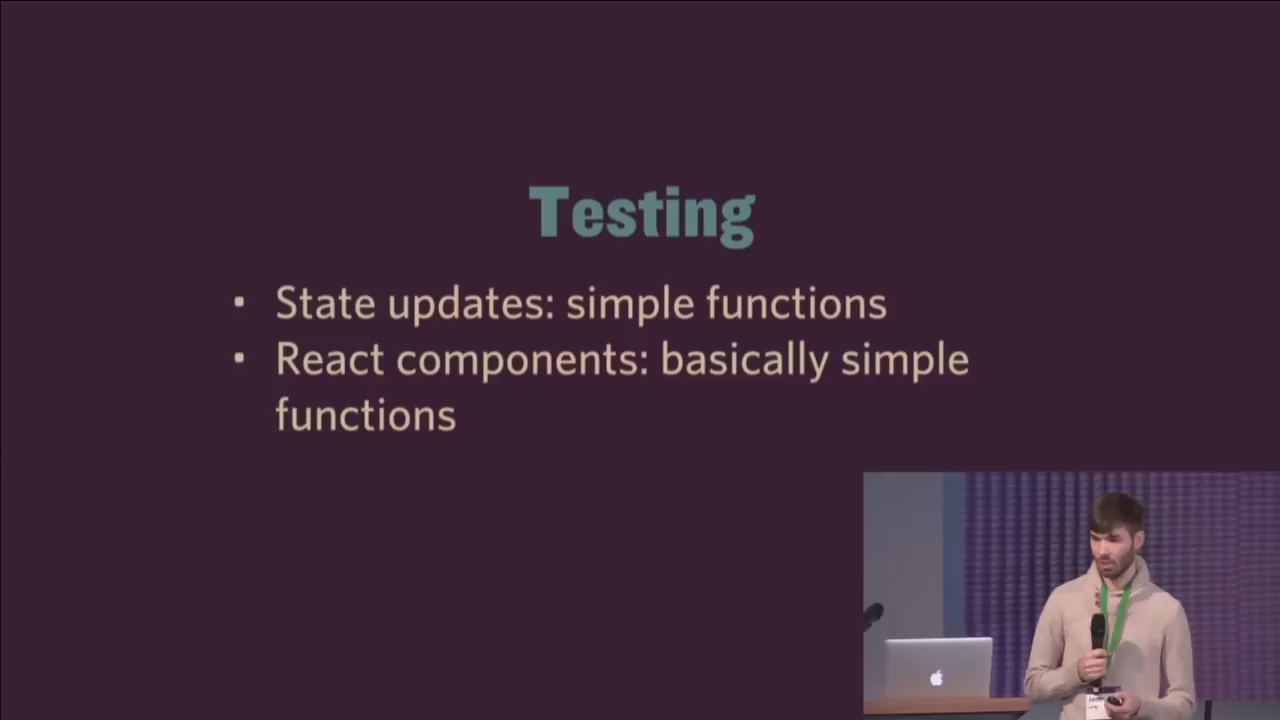 Testing
• State updates: simple functions
• React components: basically simple
functions